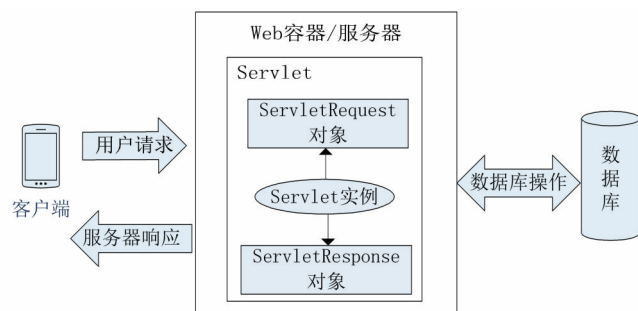 Web容器/服务器
Servlet
ServletRequest
对象
用户请求
数据库
客户端
Servlet实例
数据库操作
服务器响应
ServletResponse
对象